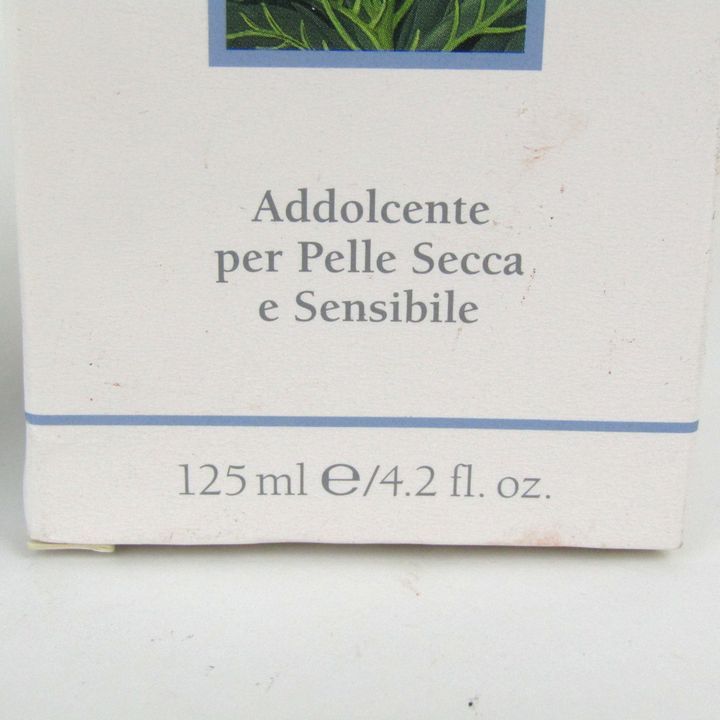 Addolcente
per Pelle Secca
e Sensibile
125 ml ℮/4.2 fl. oz.